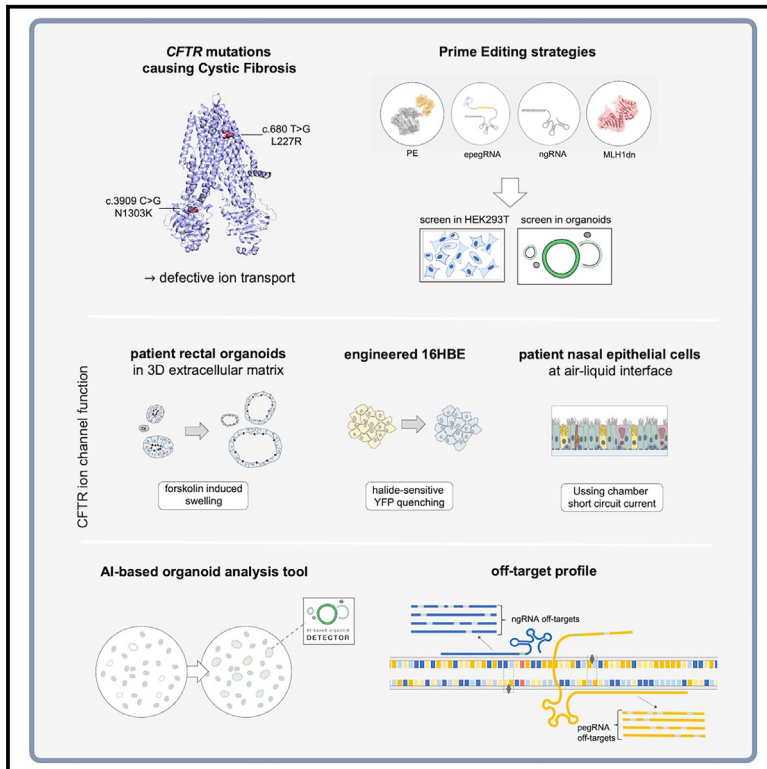 CFTR mutations
causing Cystic Fibrosis
c.680 T>G
L227R
c.3909 C>G
N1303K
→ defective ion transport
Prime Editing strategies
PE
epegRNA
ngRNA
MLH1dn
screen in HEK293T
screen in organoids
CFTR ion channel function
patient rectal organoids
in 3D extracellular matrix
forskolin induced
swelling
engineered 16HBE
halide-sensitive
YFP quenching
patient nasal epithelial cells
at air-liquid interface
Ussing chamber
short circuit current
AI-based organoid analysis tool
AI-based organoid
DETECTOR
off-target profile
ngRNA off-targets
pegRNA
off-targets